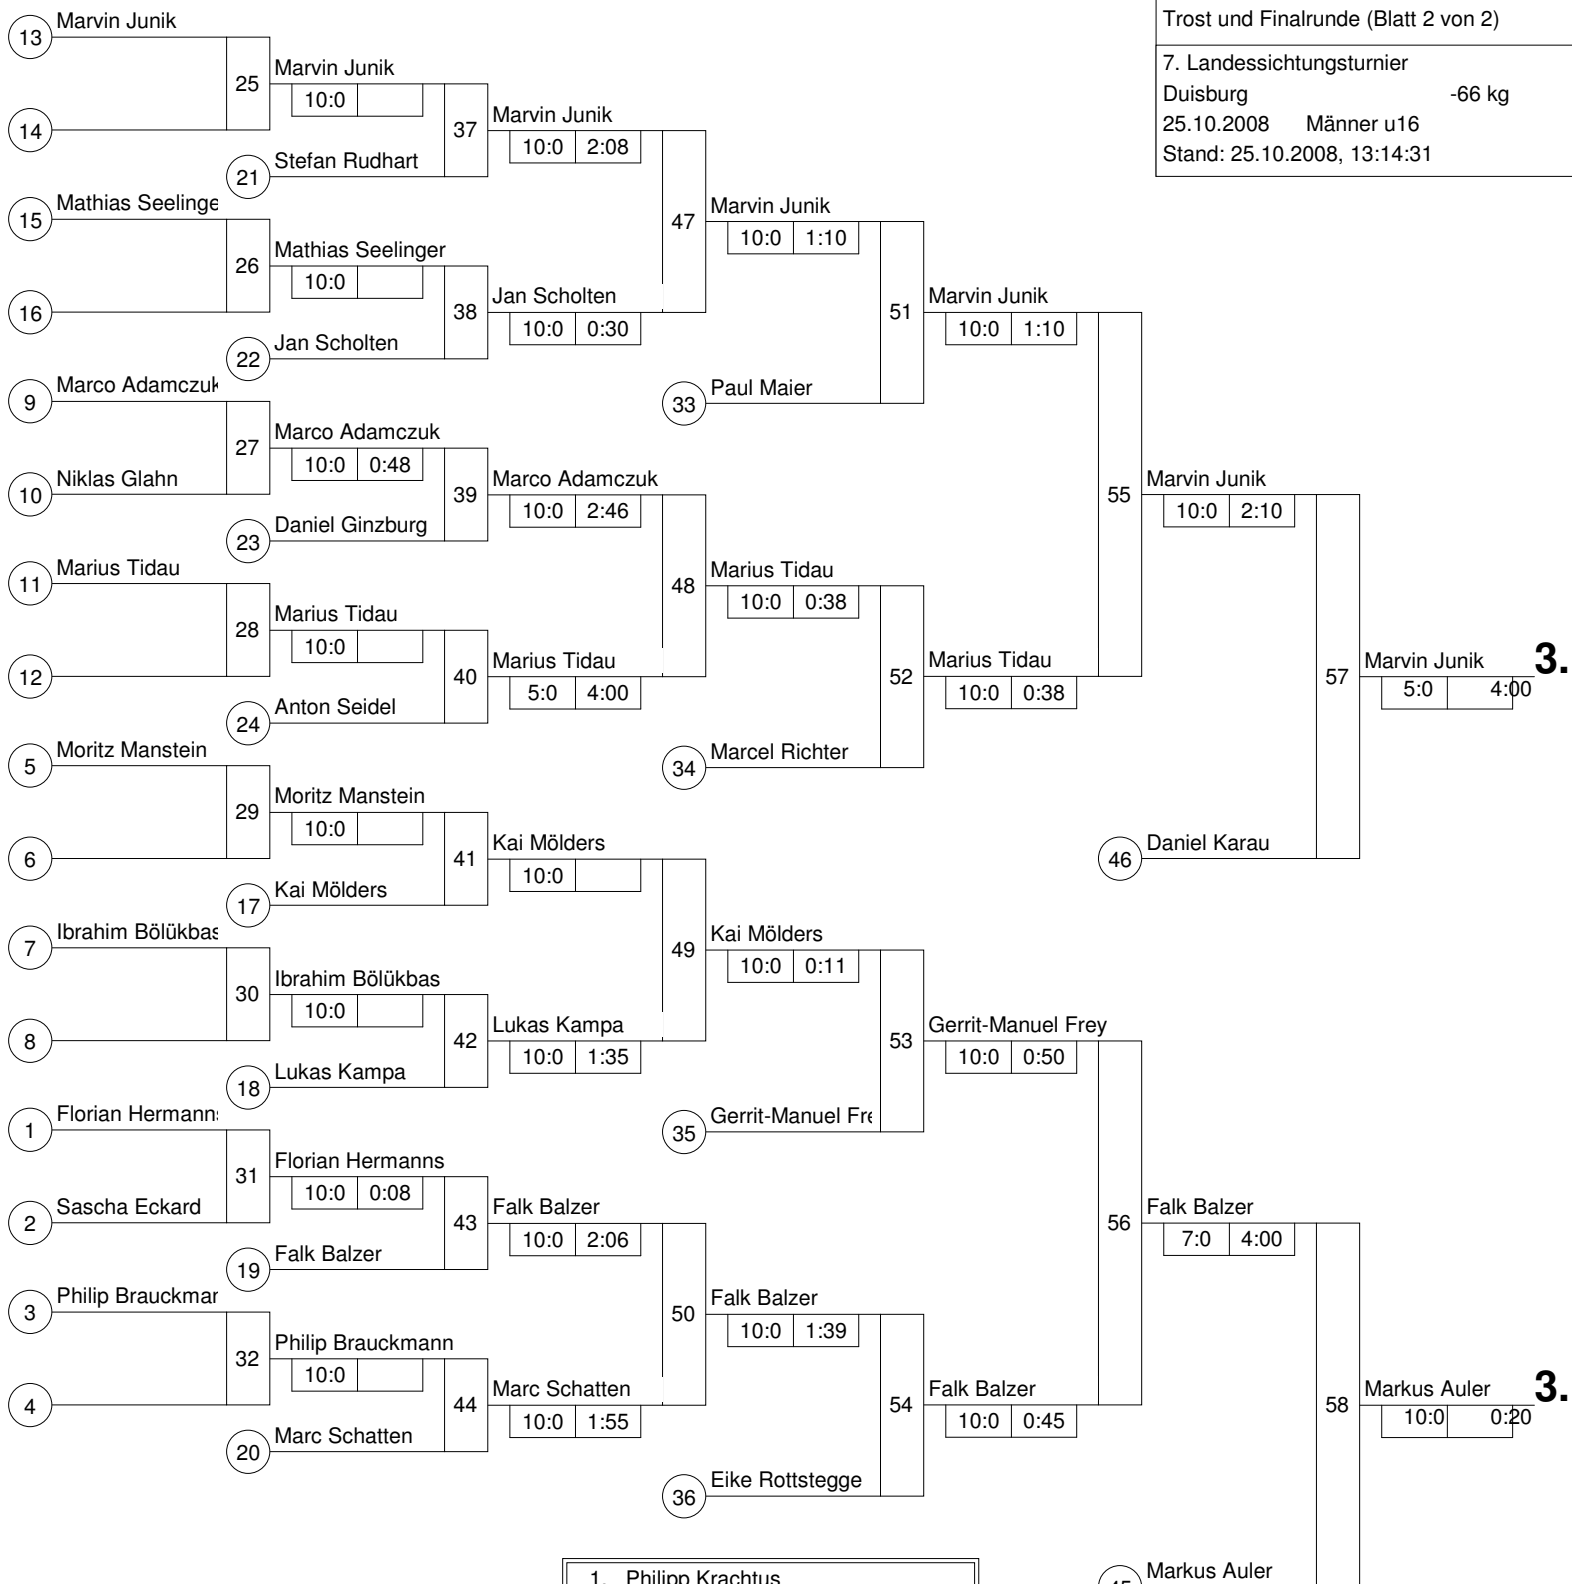 Trost und Finalrunde (Blatt 2 von 2)
7. Landessichtungsturnier
Duisburg -66 kg
25.10.2008 Männer u16
Stand: 25.10.2008, 13:14:31
13 Marvin Junik
25 Marvin Junik
10:0
14
37 Marvin Junik
10:0 2:08
21 Stefan Rudhart
15 Mathias Seelinge
47 Marvin Junik
10:0 1:10
26 Mathias Seelinger
10:0
16
38 Jan Scholten
10:0 0:30
22 Jan Scholten
51 Marvin Junik
10:0 1:10
33 Paul Maier
9 Marco Adamczuk
27 Marco Adamczuk
10:0 0:48
10 Niklas Glahn
39 Marco Adamczuk
10:0 2:46
23 Daniel Ginzburg
55 Marvin Junik
10:0 2:10
11 Marius Tidau
48 Marius Tidau
10:0 0:38
28 Marius Tidau
10:0
12
40 Marius Tidau
5:0 4:00
24 Anton Seidel
52 Marius Tidau
10:0 0:38
34 Marcel Richter
57 Marvin Junik 3.
5:0 4:00
46 Daniel Karau
5 Moritz Manstein
29 Moritz Manstein
10:0
6
41 Kai Mölders
10:0
17 Kai Mölders
7 Ibrahim Bölükbas
49 Kai Mölders
10:0 0:11
30 Ibrahim Bölükbas
10:0
8
42 Lukas Kampa
10:0 1:35
18 Lukas Kampa
53 Gerrit-Manuel Frey
10:0 0:50
35 Gerrit-Manuel Fre
1 Florian Hermanns
31 Florian Hermanns
10:0 0:08
2 Sascha Eckard
43 Falk Balzer
10:0 2:06
19 Falk Balzer
56 Falk Balzer
7:0 4:00
3 Philip Brauckmar
50 Falk Balzer
10:0 1:39
32 Philip Brauckmann
10:0
4
44 Marc Schatten
10:0 1:55
20 Marc Schatten
54 Falk Balzer
10:0 0:45
36 Eike Rottstegge
58 Markus Auler 3.
10:0 0:20
45 Markus Auler
1. Philipp Krachtus